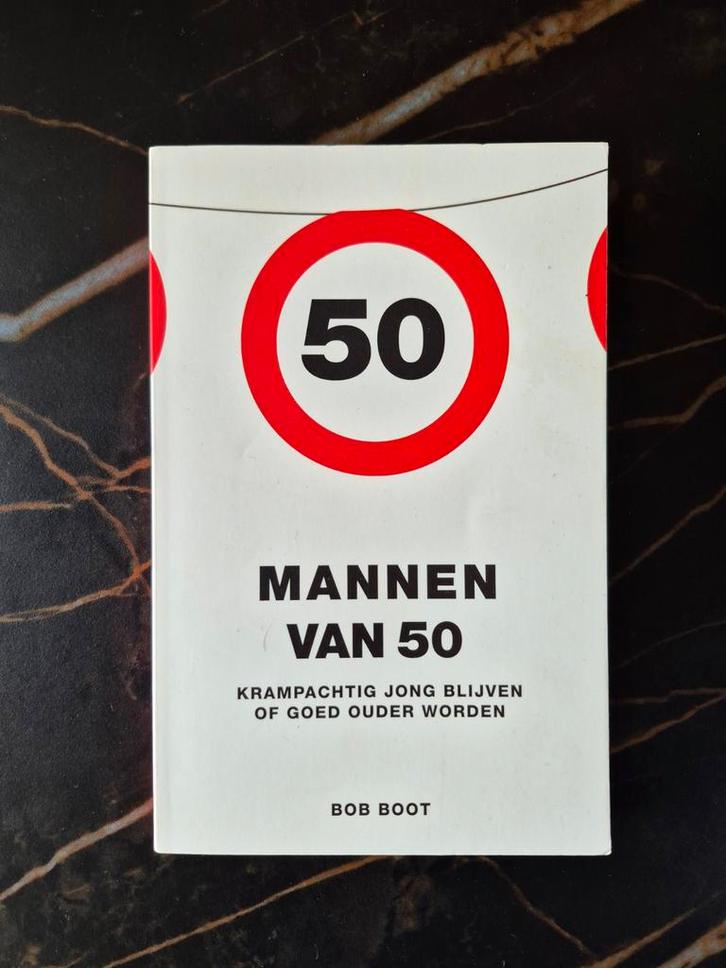 50
MANNEN
VAN 50
KRAMPACHTIG JONG BLIJVEN
OF GOED OUDER WORDEN
BOB BOOT